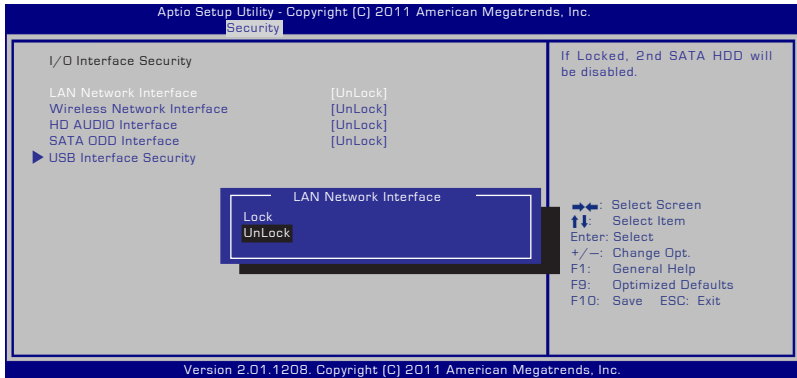 Aptio Setup Utility - Copyright (C) 2011 American Megatrends, Inc.
Security
I/O Interface Security
LAN Network Interface [UnLock]
Wireless Network Interface [UnLock]
HD AUDIO Interface [UnLock]
SATA ODD Interface [UnLock]
USB Interface Security
LAN Network Interface
Lock
UnLock
If Locked, 2nd SATA HDD will
be disabled.
: Select Screen
: Select Item
Enter: Select
+/—: Change Opt.
F1: General Help
F9: Optimized Defaults
F10: Save ESC: Exit
Version 2.01.1208. Copyright (C) 2011 American Megatrends, Inc.